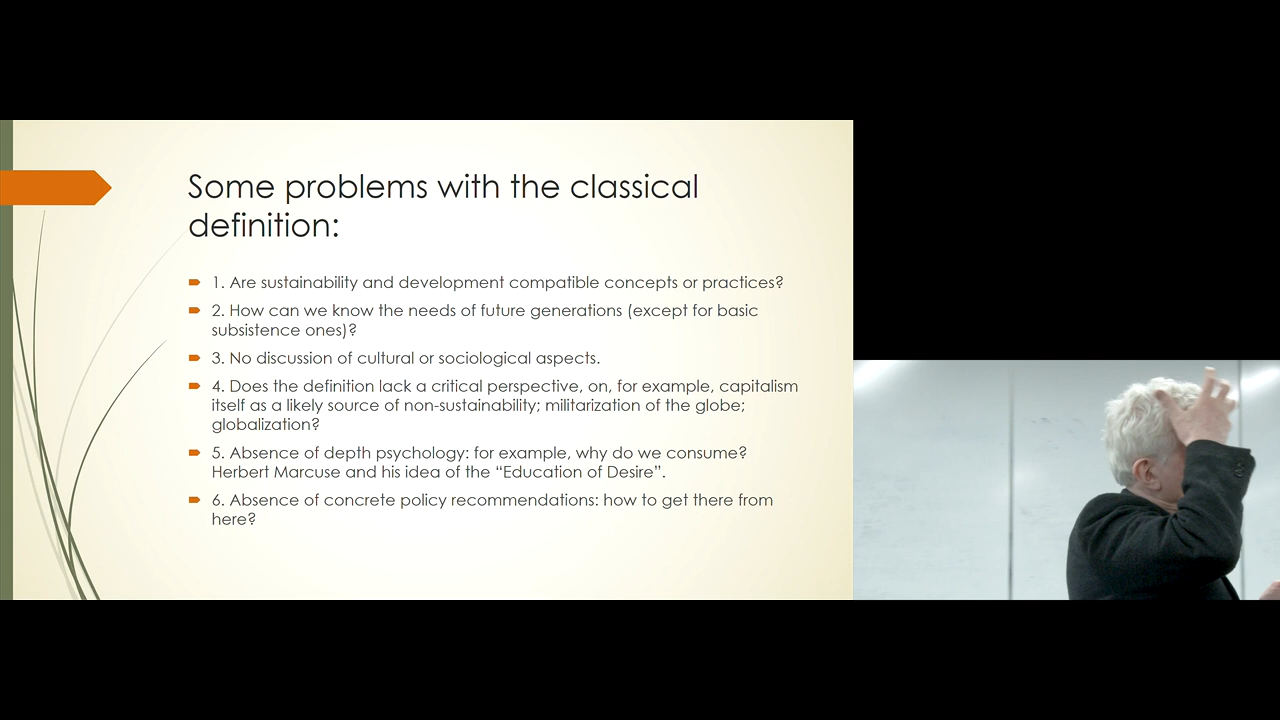 Some problems with the classical
definition:
1. Are sustainability and development compatible concepts or practices?
2. How can we know the needs of future generations (except for basic
subsistence ones)?
3. No discussion of cultural or sociological aspects.
4. Does the definition lack a critical perspective, on, for example, capitalism
itself as a likely source of non-sustainability; militarization of the globe;
globalization?
5. Absence of depth psychology: for example, why do we consume?
Herbert Marcuse and his idea of the “Education of Desire”.
6. Absence of concrete policy recommendations: how to get there from
here?